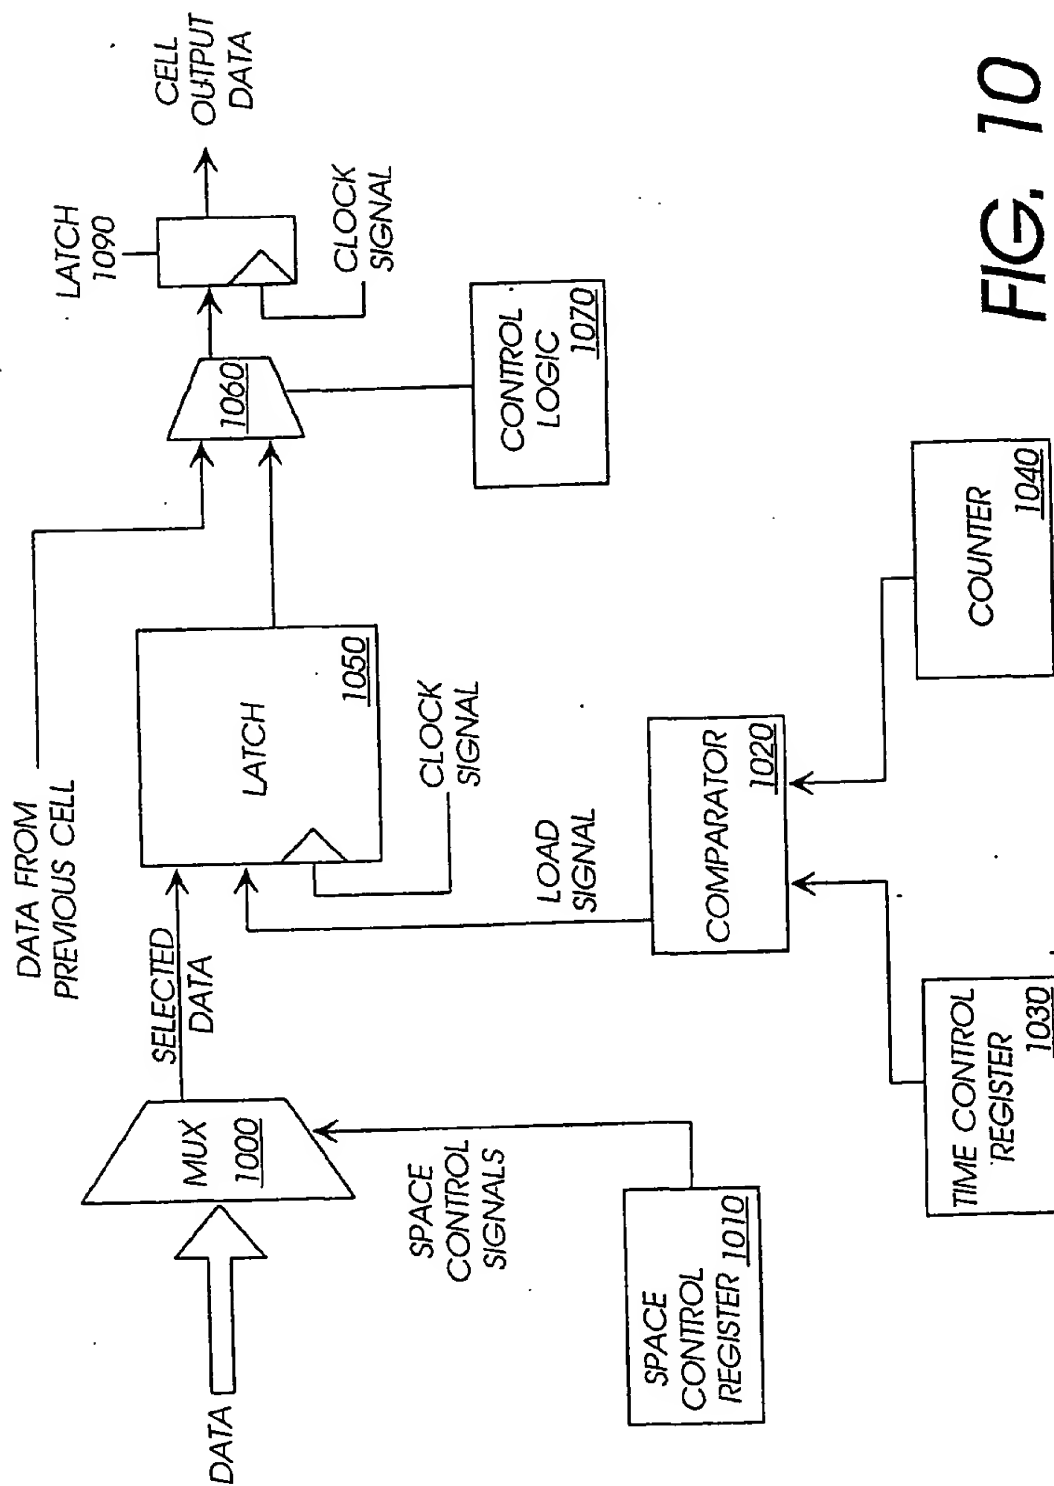 DATA
MUX
1000
SPACE
CONTROL
SIGNALS
SPACE
CONTROL
REGISTER 1010
SELECTED
DATA
DATA FROM
PREVIOUS CELL
LATCH
1050
CLOCK
SIGNAL
LOAD
SIGNAL
COMPARATOR
1020
TIME CONTROL
REGISTER
1030
COUNTER
1040
1060
CONTROL
LOGIC
1070
LATCH
1090
CLOCK
SIGNAL
CELL
OUTPUT
DATA
FIG. 10